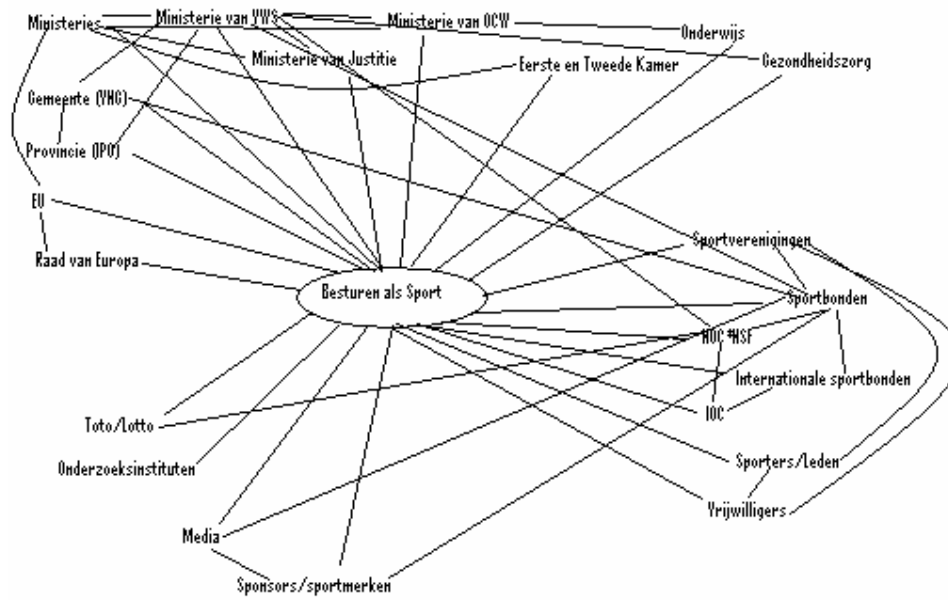 Ministeries
Ministerie van VWS
Ministerie van OCW
Onderwijs
Ministerie van Justitie
Eerste en Tweede Kamer
Gezondheidszorg
Gemeente (VNG)
Provincie (IPO)
EU
Raad van Europa
Sportverenigingen
Besturen als Sport
Sportbonden
NOC *NSF
Internationale sportbonden
IOC
Toto/Lotto
Onderzoeksinstituten
Sporters/Leden
Vrijwilligers
Media
Sponsors/sportmerken